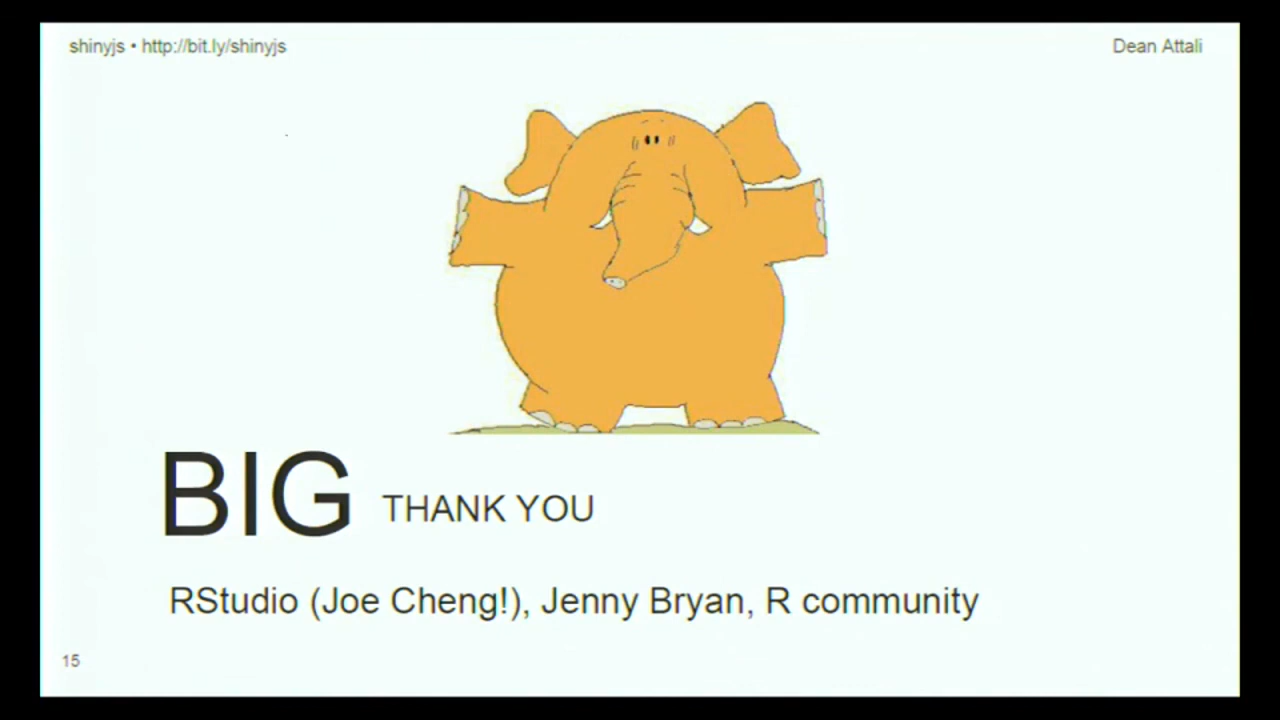 shinyjs • http://bit.ly/shinyjs
Dean Attali
BIG THANK YOU
RStudio (Joe Cheng!), Jenny Bryan, R community
15